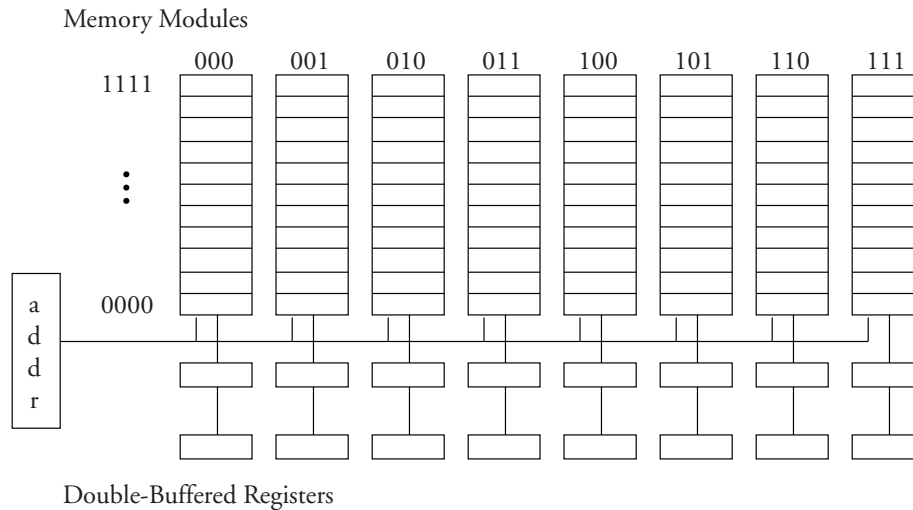 Memory Modules
000 001 010 011 100 101 110 111
1111
0000
a
d
d
r
Double-Buffered Registers